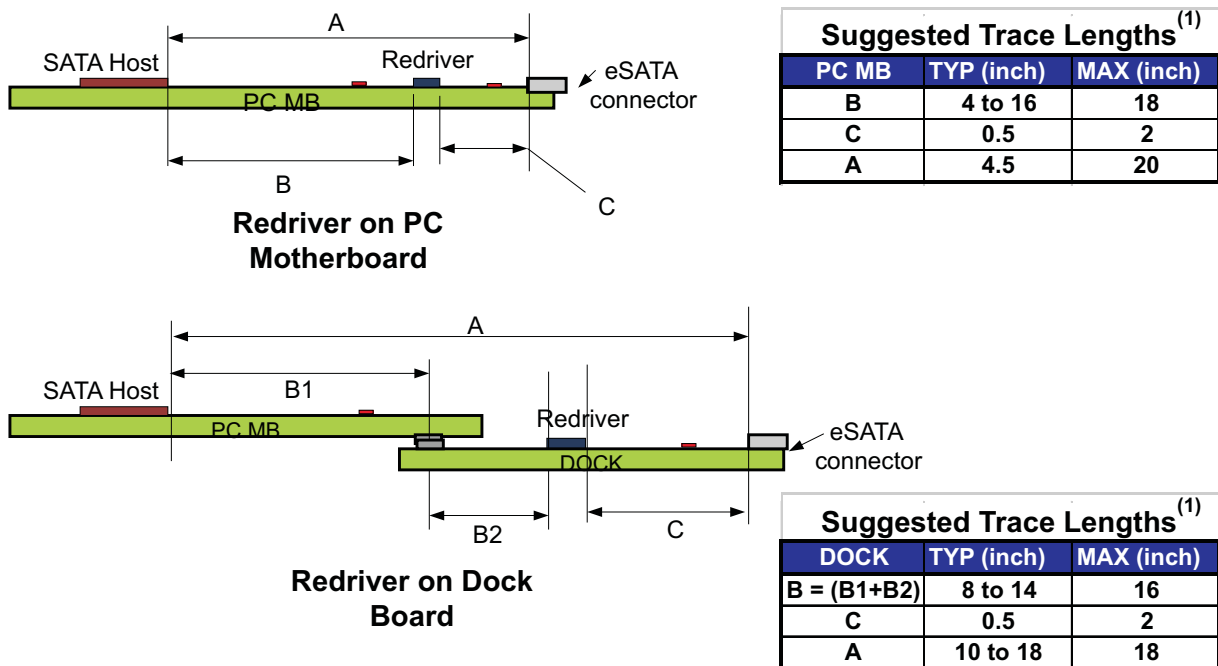 A
SATA Host
Redriver
eSATA
connector
PC MB
B
C
Redriver on PC
Motherboard
Suggested Trace Lengths(1)
PC MB TYP (inch) MAX (inch)
B 4 to 16 18
C 0.5 2
A 4.5 20
A
B1
SATA Host
PC MB
Redriver
eSATA
connector
DOCK
B2
C
Redriver on Dock
Board
Suggested Trace Lengths(1)
DOCK TYP (inch) MAX (inch)
B = (B1+B2) 8 to 14 16
C 0.5 2
A 10 to 18 18